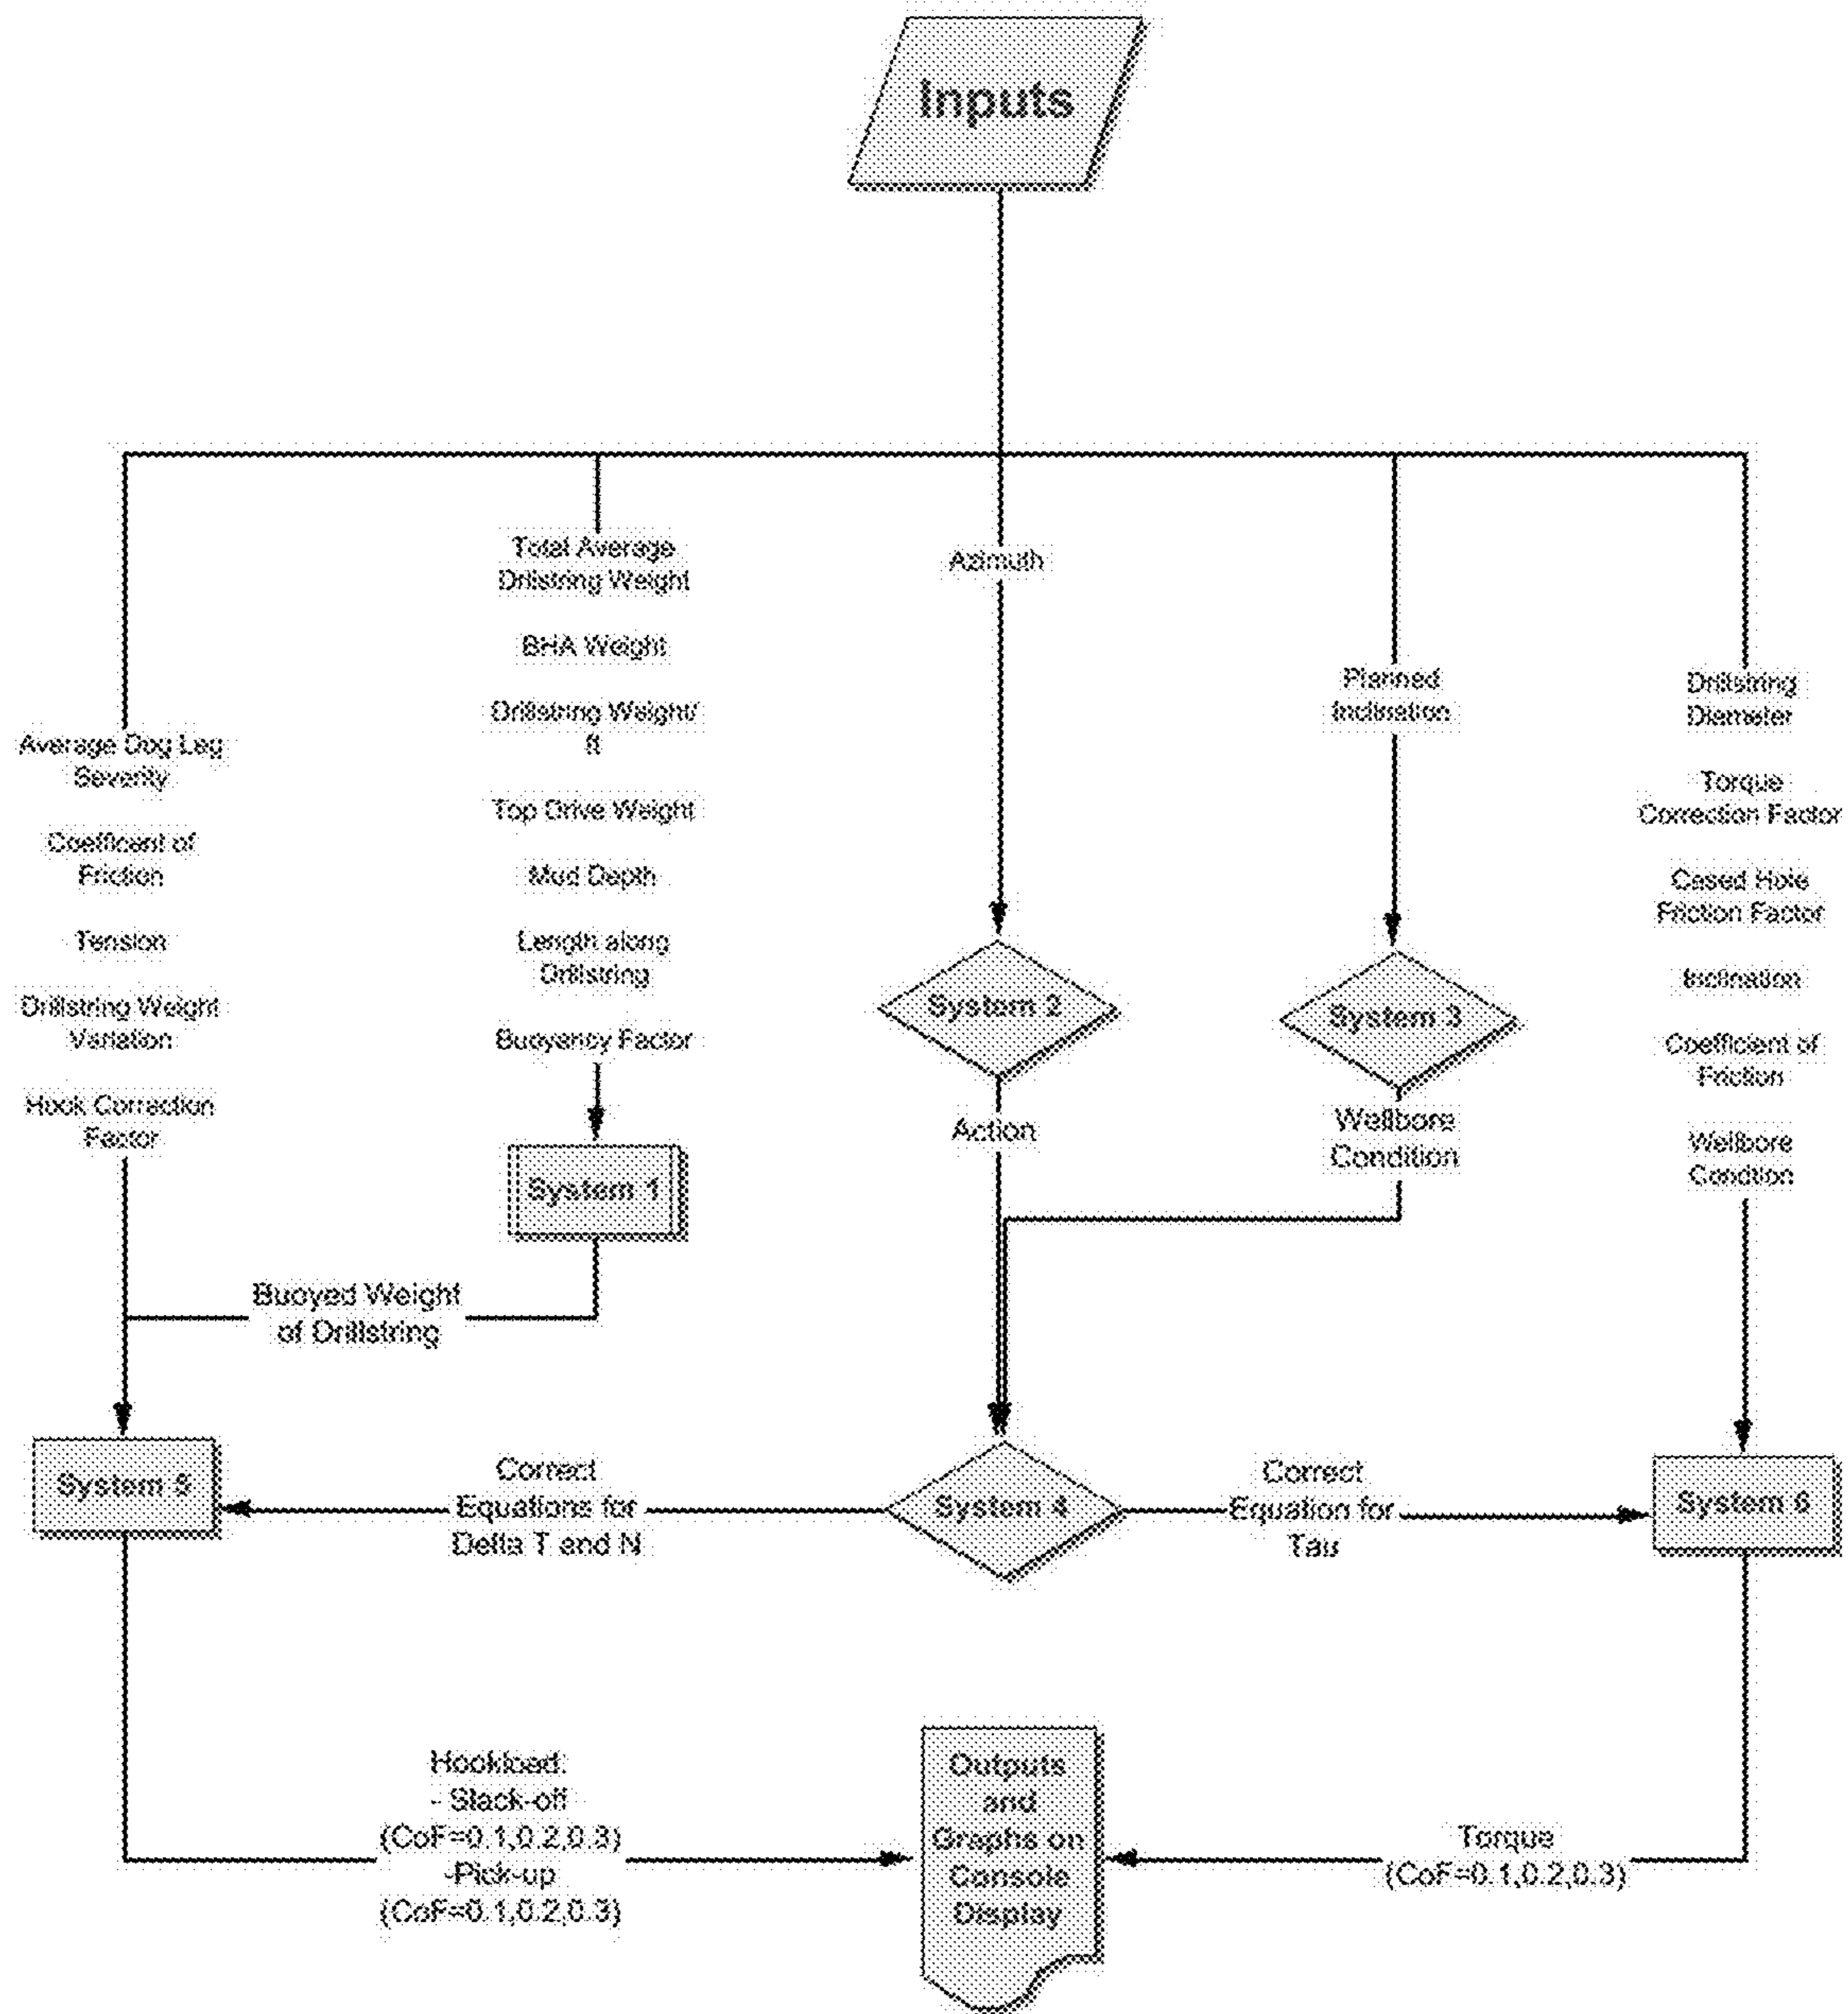 Inputs
Average Dog Leg
Severity
Coefficant of
Friction
Tension
Drillstring Weight
Variation
Hook Correction
Factor
Total Average
Drilstring Weight
BHA Weight
Drillstring Weight/
ft
Top Drive Weight
Mud Depth
Length along
Drillstring
Buoyancy Factor
Azimuth
Planned
Inclination
Drillstring
Diameter
Torque
Correction Factor
Cased Hole
Friction Factor
Inclination
Coefficient of
Friction
Wellbore
Condtion
System 2
System 3
Action
Wellbore
Condition
System 1
Buoyed Weight
of Drillstring
System 5
Correct
Equations for
Delta T and N
System 4
Correct
Equation for
Tau
System 6
Hookload:
- Slack-off
(CoF=0.1,0.2,0.3)
-Pick-up
(CoF=0.1,0.2,0.3)
Outputs
and
Graphs on
Console
Display
Torque
(CoF=0.1,0.2,0.3)